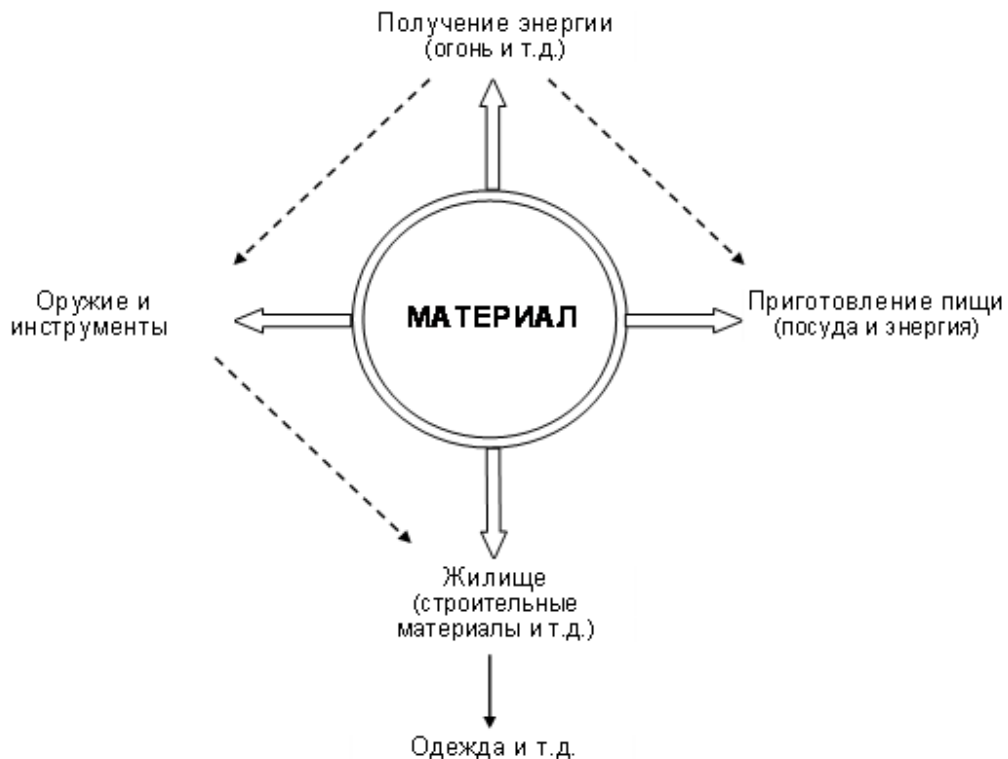 Получение энергии
(огонь и т.д.)
Оружие и
инструменты
МАТЕРИАЛ
Приготовление пищи
(посуда и энергия)
Жилище
(строительные
материалы и т.д.)
Одежда и т.д.